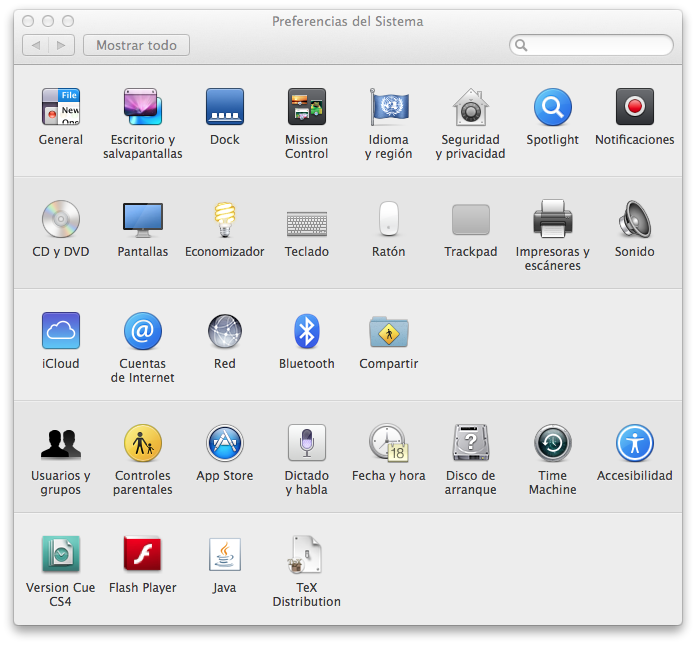 Preferencias del Sistema
Mostrar todo
File
New
General
Escritorio y
salvapantallas
Dock
Mission
Control
Idioma
y región
Seguridad
y privacidad
Spotlight
Notificaciones
CD y DVD
Pantallas
Economizador
Teclado
Ratón
Trackpad
Impresoras y
escáneres
Sonido
iCloud
@
Cuentas
de Internet
Red
Bluetooth
Compartir
Usuarios y
grupos
Controles
parentales
App Store
Dictado
y habla
18
Fecha y hora
?
Disco de
arranque
Time
Machine
Accesibilidad
Version Cue
CS4
Flash Player
Java
TeX
Distribution